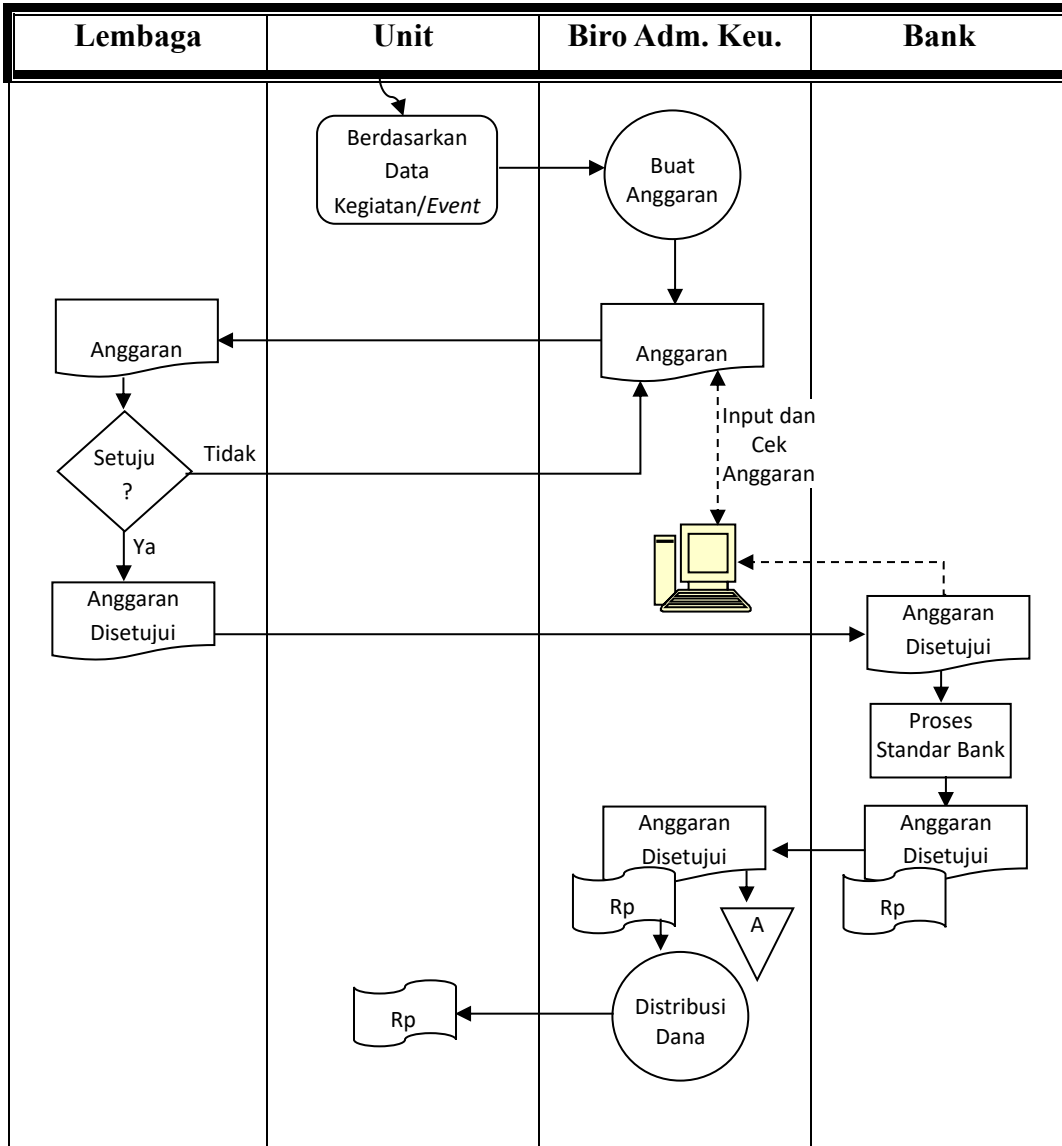 Lembaga
Unit
Biro Adm. Keu.
Bank
Berdasarkan
Data
Kegiatan/Event
Buat
Anggaran
Anggaran
Anggaran
Input dan
Cek
Anggaran
Setuju
?
Tidak
Ya
Anggaran
Disetujui
Anggaran
Disetujui
Proses
Standar Bank
Anggaran
Disetujui
Rp
Anggaran
Disetujui
Rp
A
Distribusi
Dana
Rp